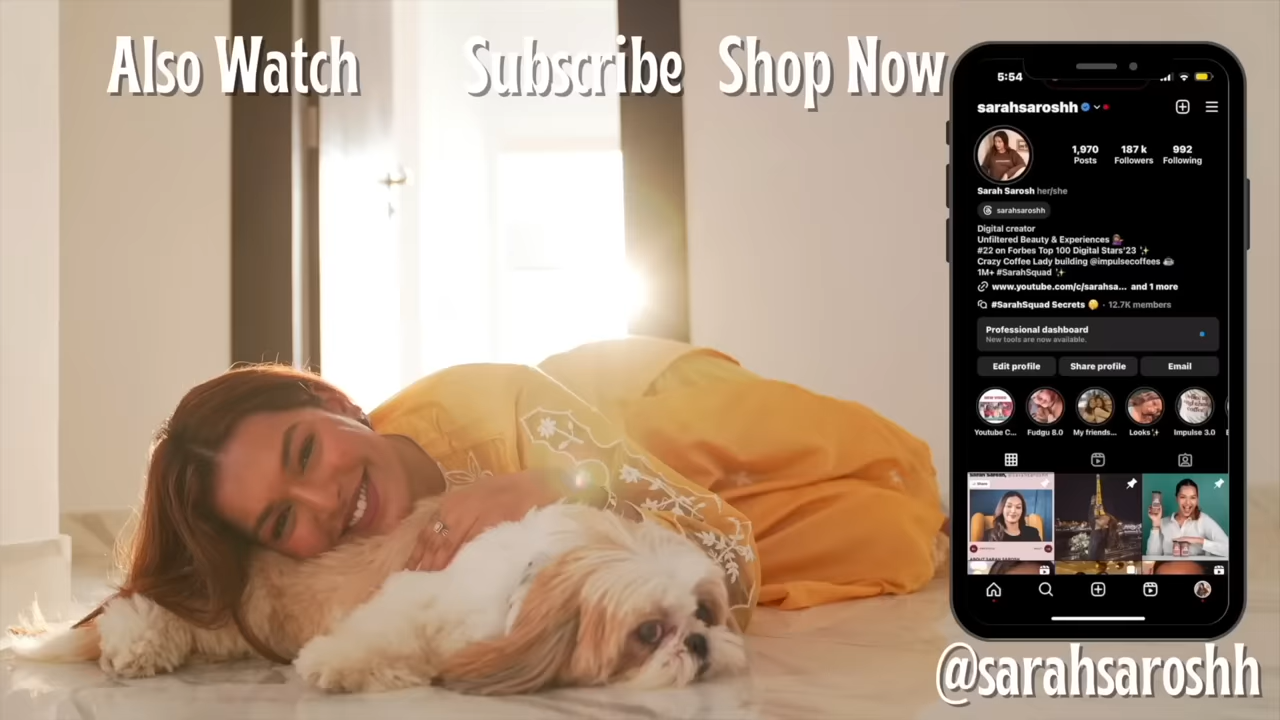 Also Watch
Subscribe
Shop Now
5:54
sarahsaroshh
1,970
187 k
992
Posts
Followers
Following
Sarah Sarosh her/she
sarahsaroshh
Digital creator
Unfiltered Beauty & Experiences 💁🏽‍♀️
#22 on Forbes Top 100 Digital Stars'23 ✨
Crazy Coffee Lady building @impulsecoffees ☕
1M+ #SarahSquad ✨
www.youtube.com/c/sarahsa... and 1 more
#SarahSquad Secrets 🤫 · 12.7K members
Professional dashboard
New tools are now available.
Edit profile
Share profile
Email
Youtube C...
Fudgu 8.0
My friends...
Looks✨
Impulse 3.0
@sarahsaroshh